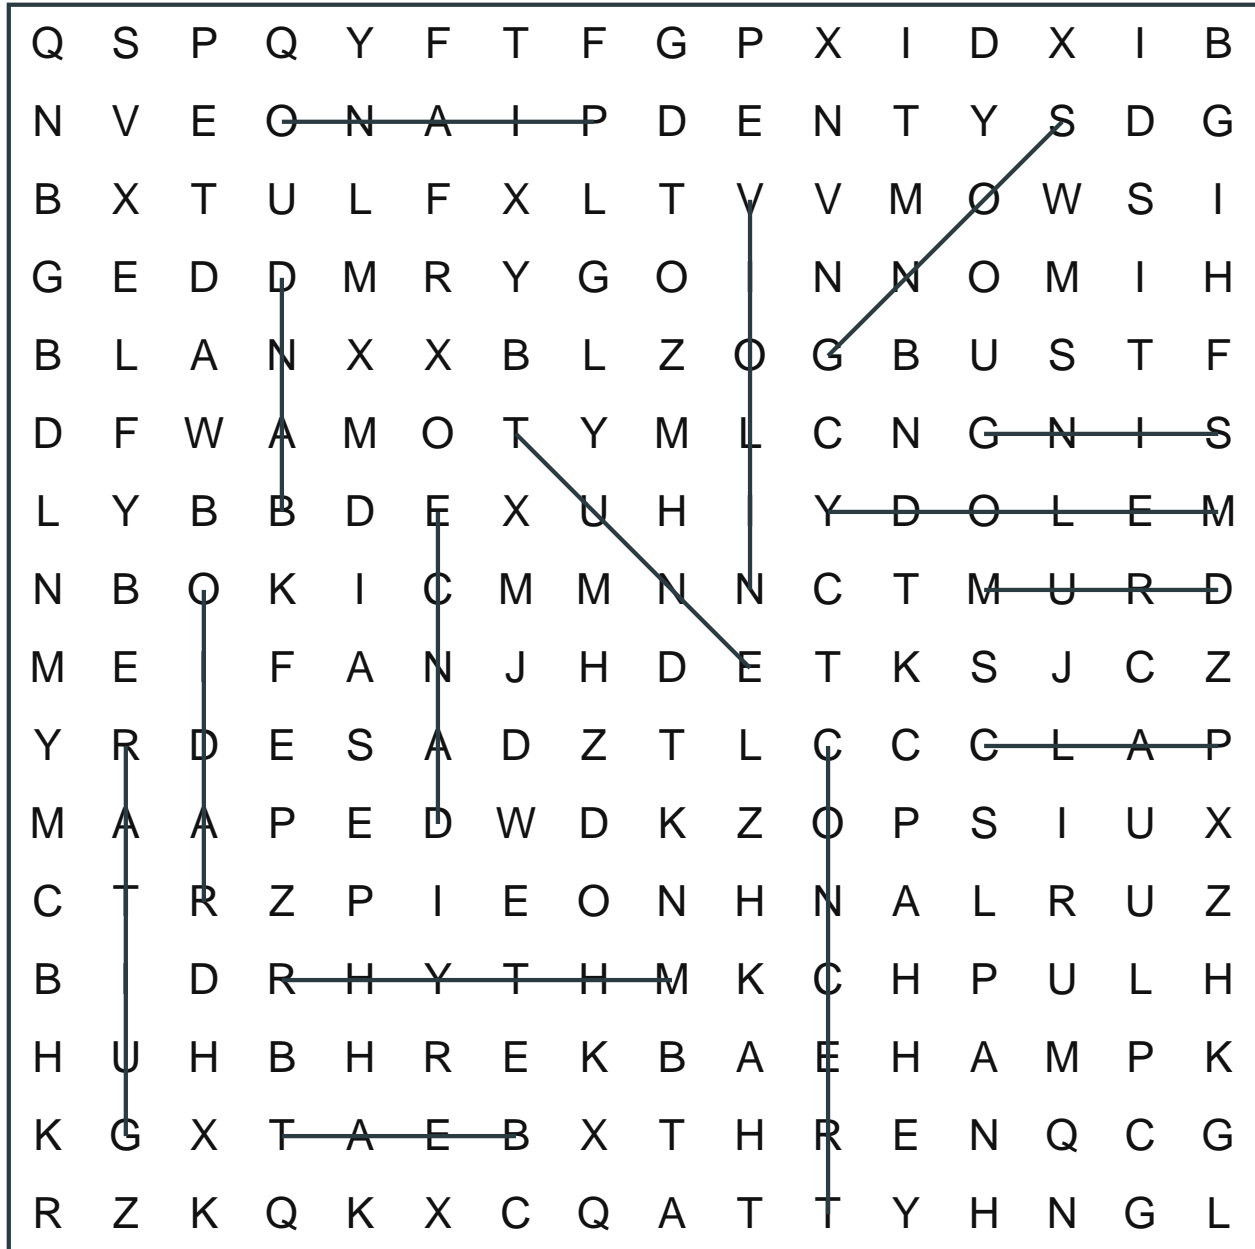 Q S P Q Y F T F G P X I D X I B
N V E O N A I P D E N T Y S D G
B X T U L F X L T V V M O W S I
G E D D M R Y G O I N N O M I H
B L A N X X B L Z O G B U S T F
D F W A M O T Y M L C N G N I S
L Y B B D E X U H I Y D O L E M
N B O K I C M M N N C T M U R D
M E I F A N J H D E T K S J C Z
Y R D E S A D Z T L C C C L A P
M A A P E D W D K Z O P S I U X
C T R Z P I E O N H N A L R U Z
B I D R H Y T H M K C H P U L H
H U H B H R E K B A E H A M P K
K G X T A E B X T H R E N Q C G
R Z K Q K X C Q A T T Y H N G L